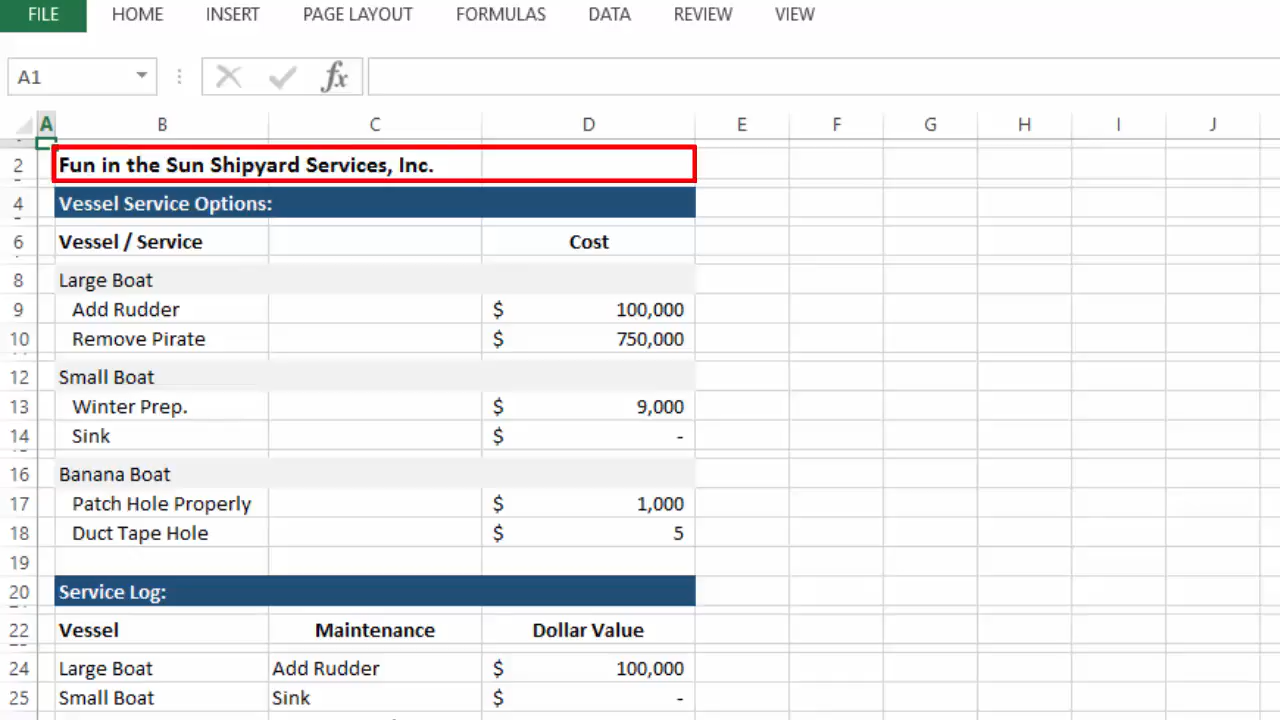 FILE HOME INSERT PAGE LAYOUT FORMULAS DATA REVIEW VIEW
A1 fx
A B C D E F G H I J
2 Fun in the Sun Shipyard Services, Inc.
4 Vessel Service Options:
6 Vessel / Service Cost
8 Large Boat
9 Add Rudder $ 100,000
10 Remove Pirate $ 750,000
12 Small Boat
13 Winter Prep. $ 9,000
14 Sink $ -
16 Banana Boat
17 Patch Hole Properly $ 1,000
18 Duct Tape Hole $ 5
19
20 Service Log:
22 Vessel Maintenance Dollar Value
24 Large Boat Add Rudder $ 100,000
25 Small Boat Sink $ -